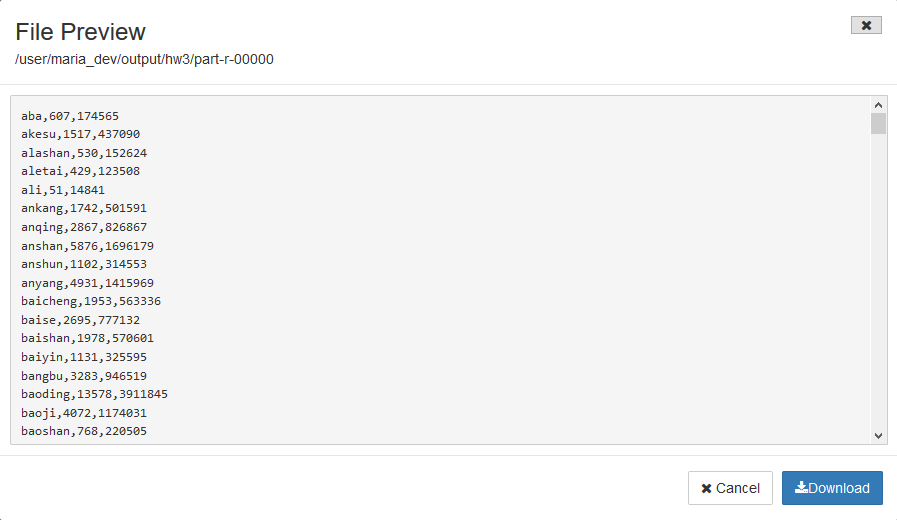 File Preview
/user/maria_dev/output/hw3/part-r-00000
aba,607,174565
akesu,1517,437090
alashan,530,152624
aletai,429,123508
ali,51,14841
ankang,1742,501591
anqing,2867,826867
anshan,5876,1696179
anshun,1102,314553
anyang,4931,1415969
baicheng,1953,563336
baise,2695,777132
baishan,1978,570601
baiyin,1131,325595
bangbu,3283,946519
baoding,13578,3911845
baoji,4072,1174031
baoshan,768,220505
Cancel
Download